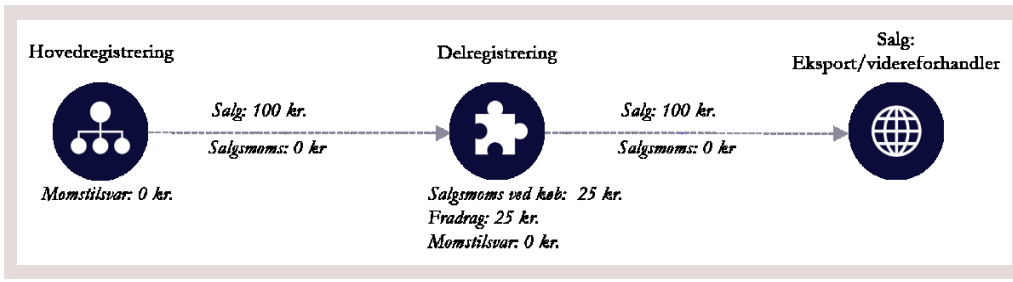 Hovedregistrering
Delregistrering
Salg:
Eksport/videreforhandler
Salg: 100 kr.
Salgsmoms: 0 kr
Salg: 100 kr.
Salgsmoms: 0 kr
Momstilsvar: 0 kr.
Salgsmoms ved køb: 25 kr.
Fradrag: 25 kr.
Momstilsvar: 0 kr.